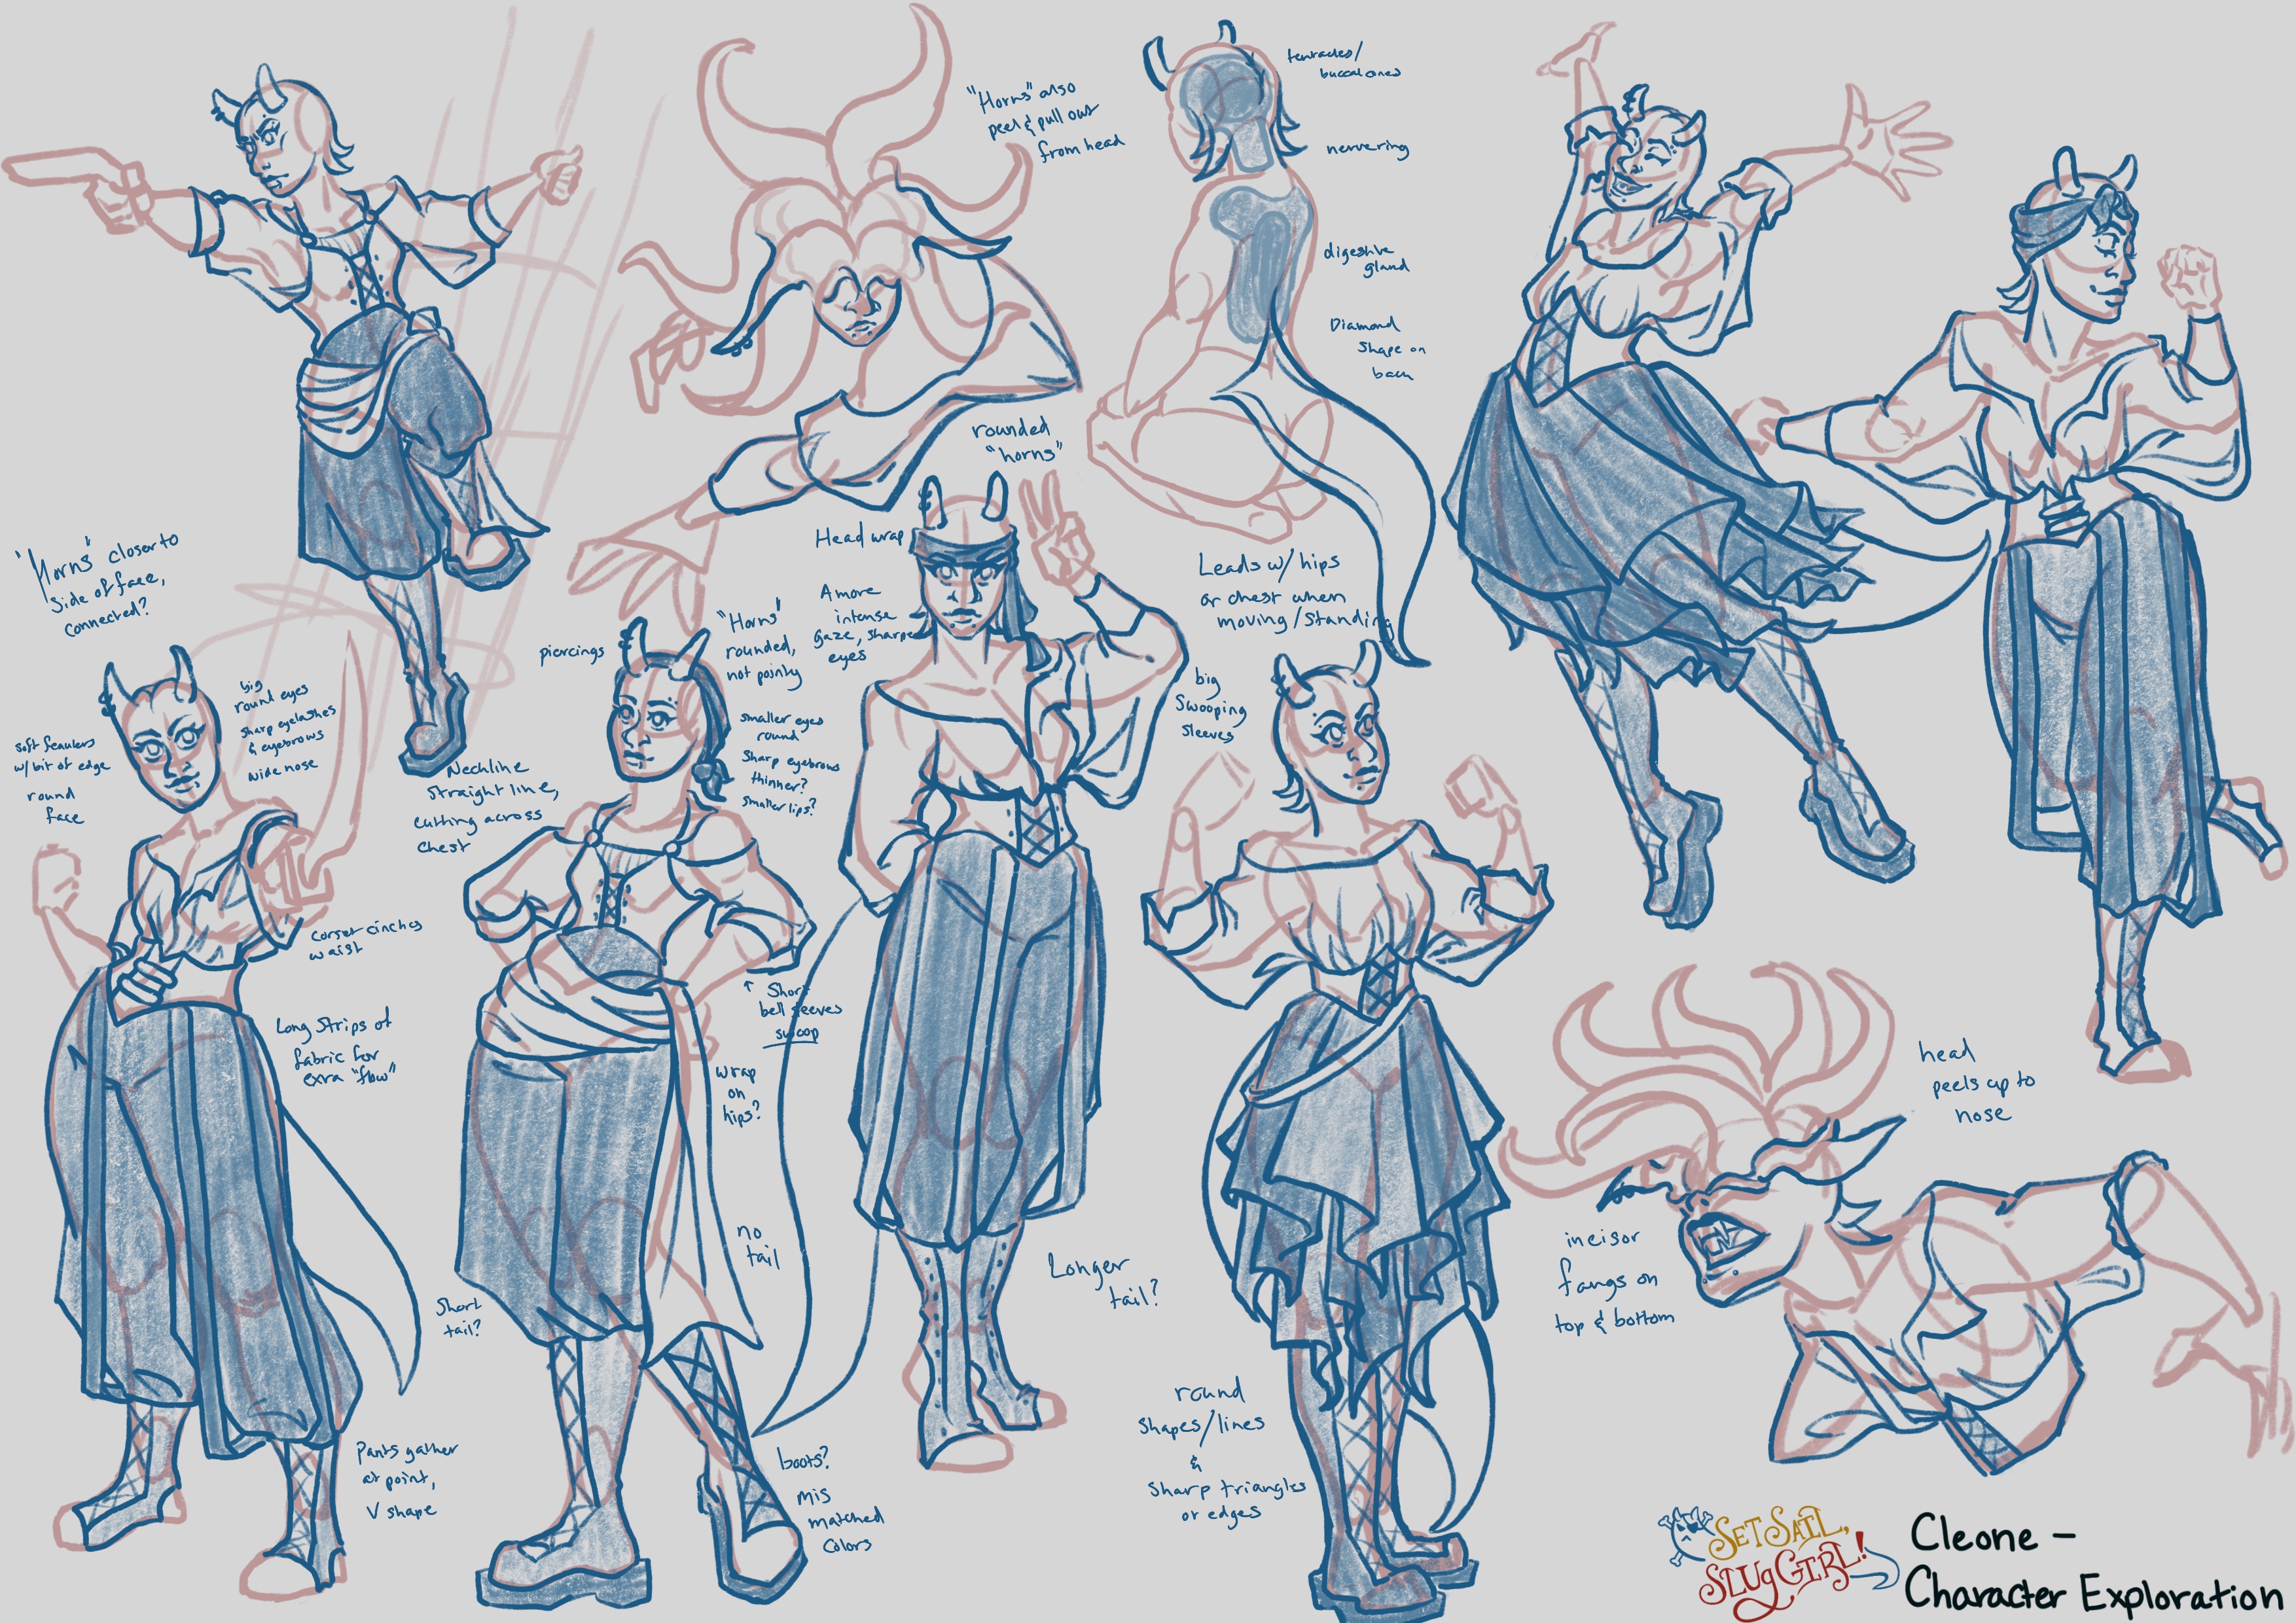 "Horns" also
peel & pull out
from head
tentacles/
buccal cones
nerve ring
digestive
gland
Diamond
shape on
back
rounded
"horns"
"Horns" closer to
side of face,
connected?
Head wrap
A more
intense
gaze, sharper
eyes
Leads w/ hips
or chest when
moving/standing
piercings
"Horns"
rounded,
not pointy
big
round eyes
sharp eyelashes
& eyebrows
wide nose
soft features
w/ bit of edge
round
face
smaller eyes
round
sharp eyebrows
thinner?
smaller lips?
big
swooping
sleeves
Neckline
straight line,
cutting across
chest
corset cinches
waist
Short
bell sleeves
swoop
Long strips of
fabric for
exra "flow"
wrap
on
hips?
no
tail
Short
tail?
Longer
tail?
head
peels up to
nose
incisor
fangs on
top & bottom
round
shapes/lines
&
sharp triangles
or edges
Pants gather
at point,
V shape
boots?
mis
matched
colors
SET SAIL,
SLUG GIRL!
Cleone -
Character Exploration